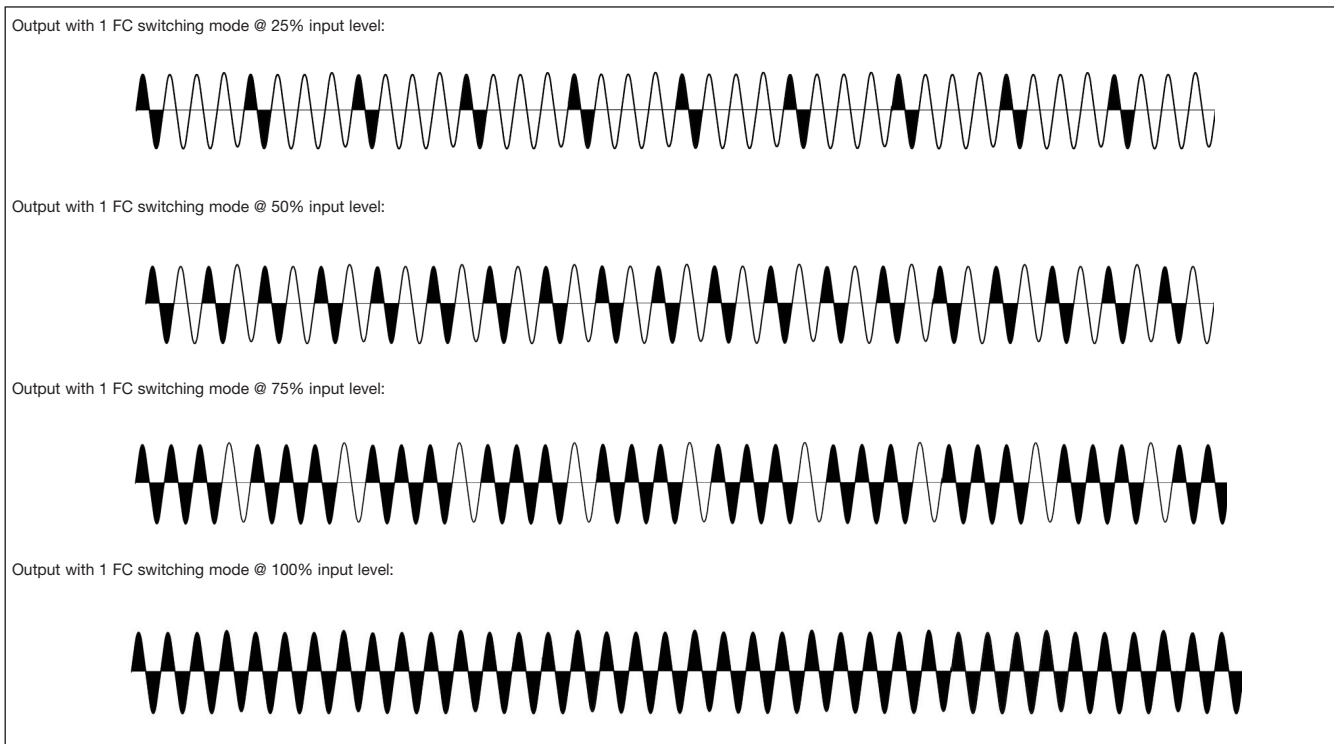 Output with 1 FC switching mode @ 25% input level:
Output with 1 FC switching mode @ 50% input level:
Output with 1 FC switching mode @ 75% input level:
Output with 1 FC switching mode @ 100% input level: